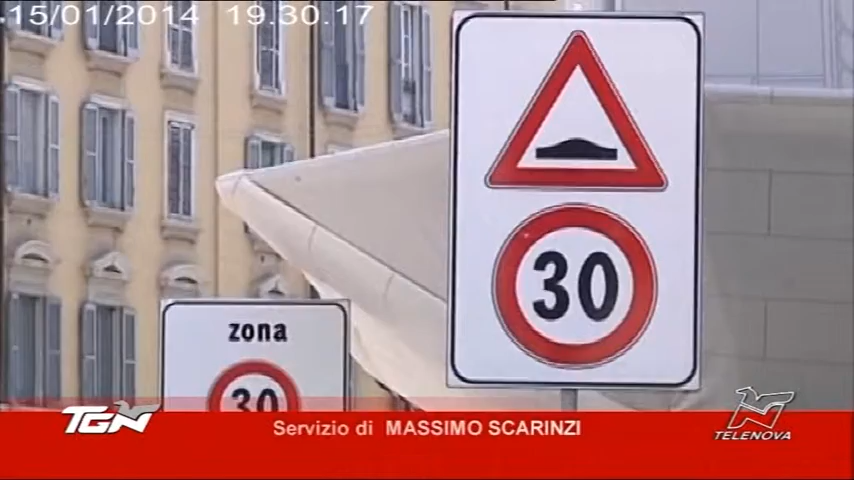 15/01/2014 19.30.17
30
zona
30
TGN
Servizio di MASSIMO SCARINZI
TELENOVA